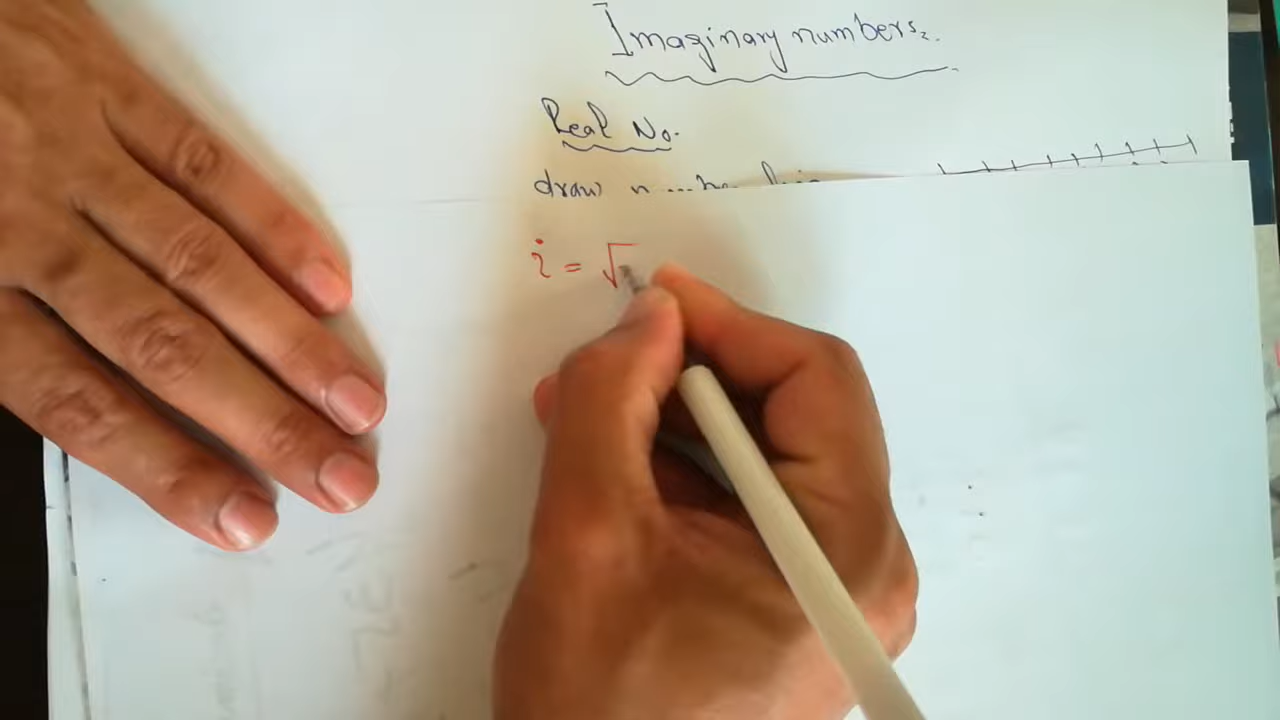 Imaginary numbers.
Real No.
draw
i = √